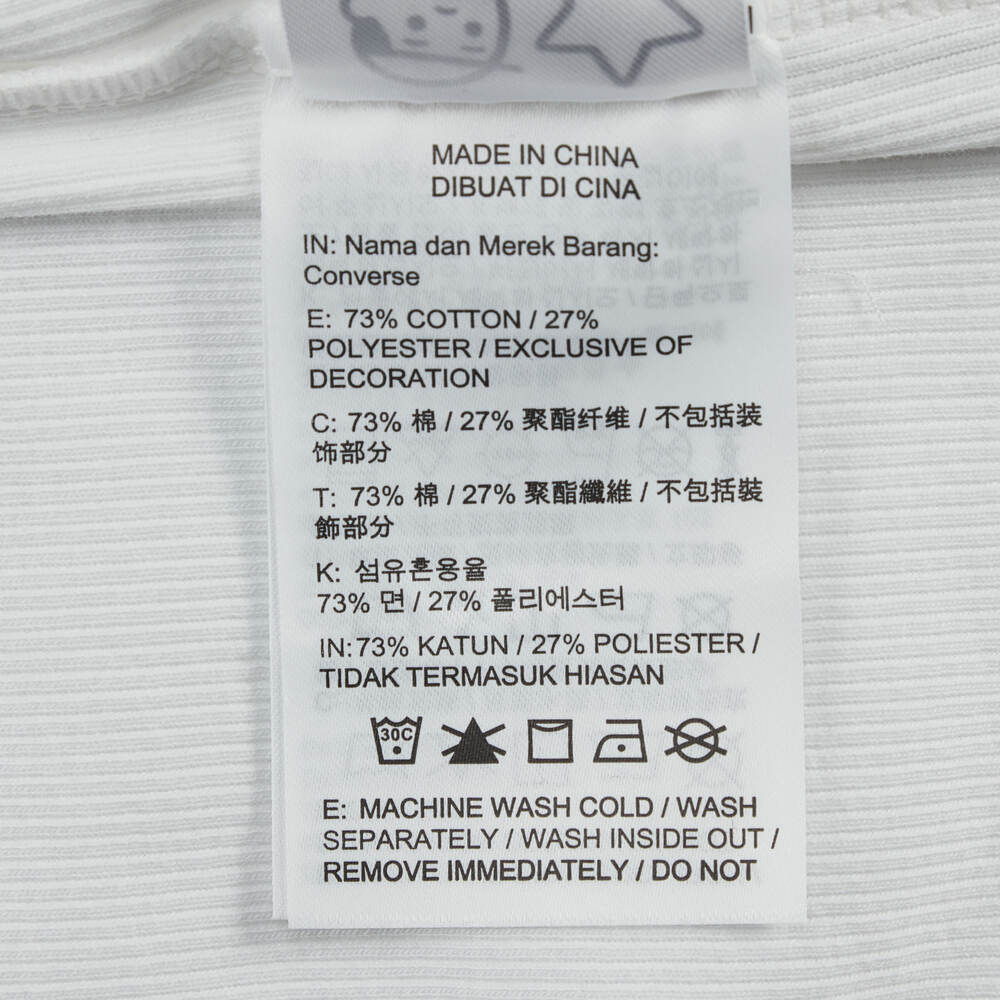 MADE IN CHINA
DIBUAT DI CINA
IN: Nama dan Merek Barang:
Converse
E: 73% COTTON / 27%
POLYESTER / EXCLUSIVE OF
DECORATION
C: 73% 棉 / 27% 聚酯纤维 / 不包括装
饰部分
T: 73% 棉 / 27% 聚酯纖維 / 不包括裝
飾部分
K: 섬유혼용율
73% 면 / 27% 폴리에스터
IN:73% KATUN / 27% POLIESTER /
TIDAK TERMASUK HIASAN
30C
E: MACHINE WASH COLD / WASH
SEPARATELY / WASH INSIDE OUT /
REMOVE IMMEDIATELY / DO NOT